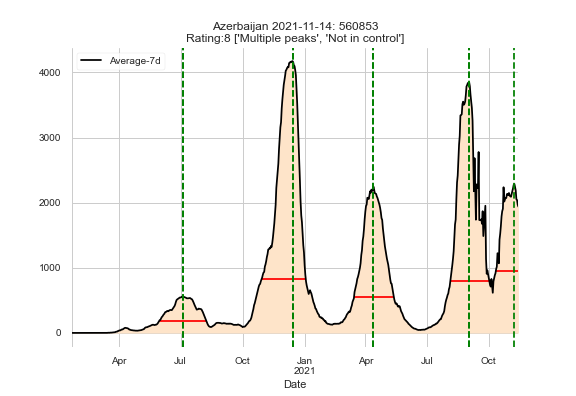 Azerbaijan 2021-11-14: 560853
Rating:8 ['Multiple peaks', 'Not in control']
Average-7d
4000
3000
2000
1000
0
Apr Jul Oct Jan Apr Jul Oct
2021
Date